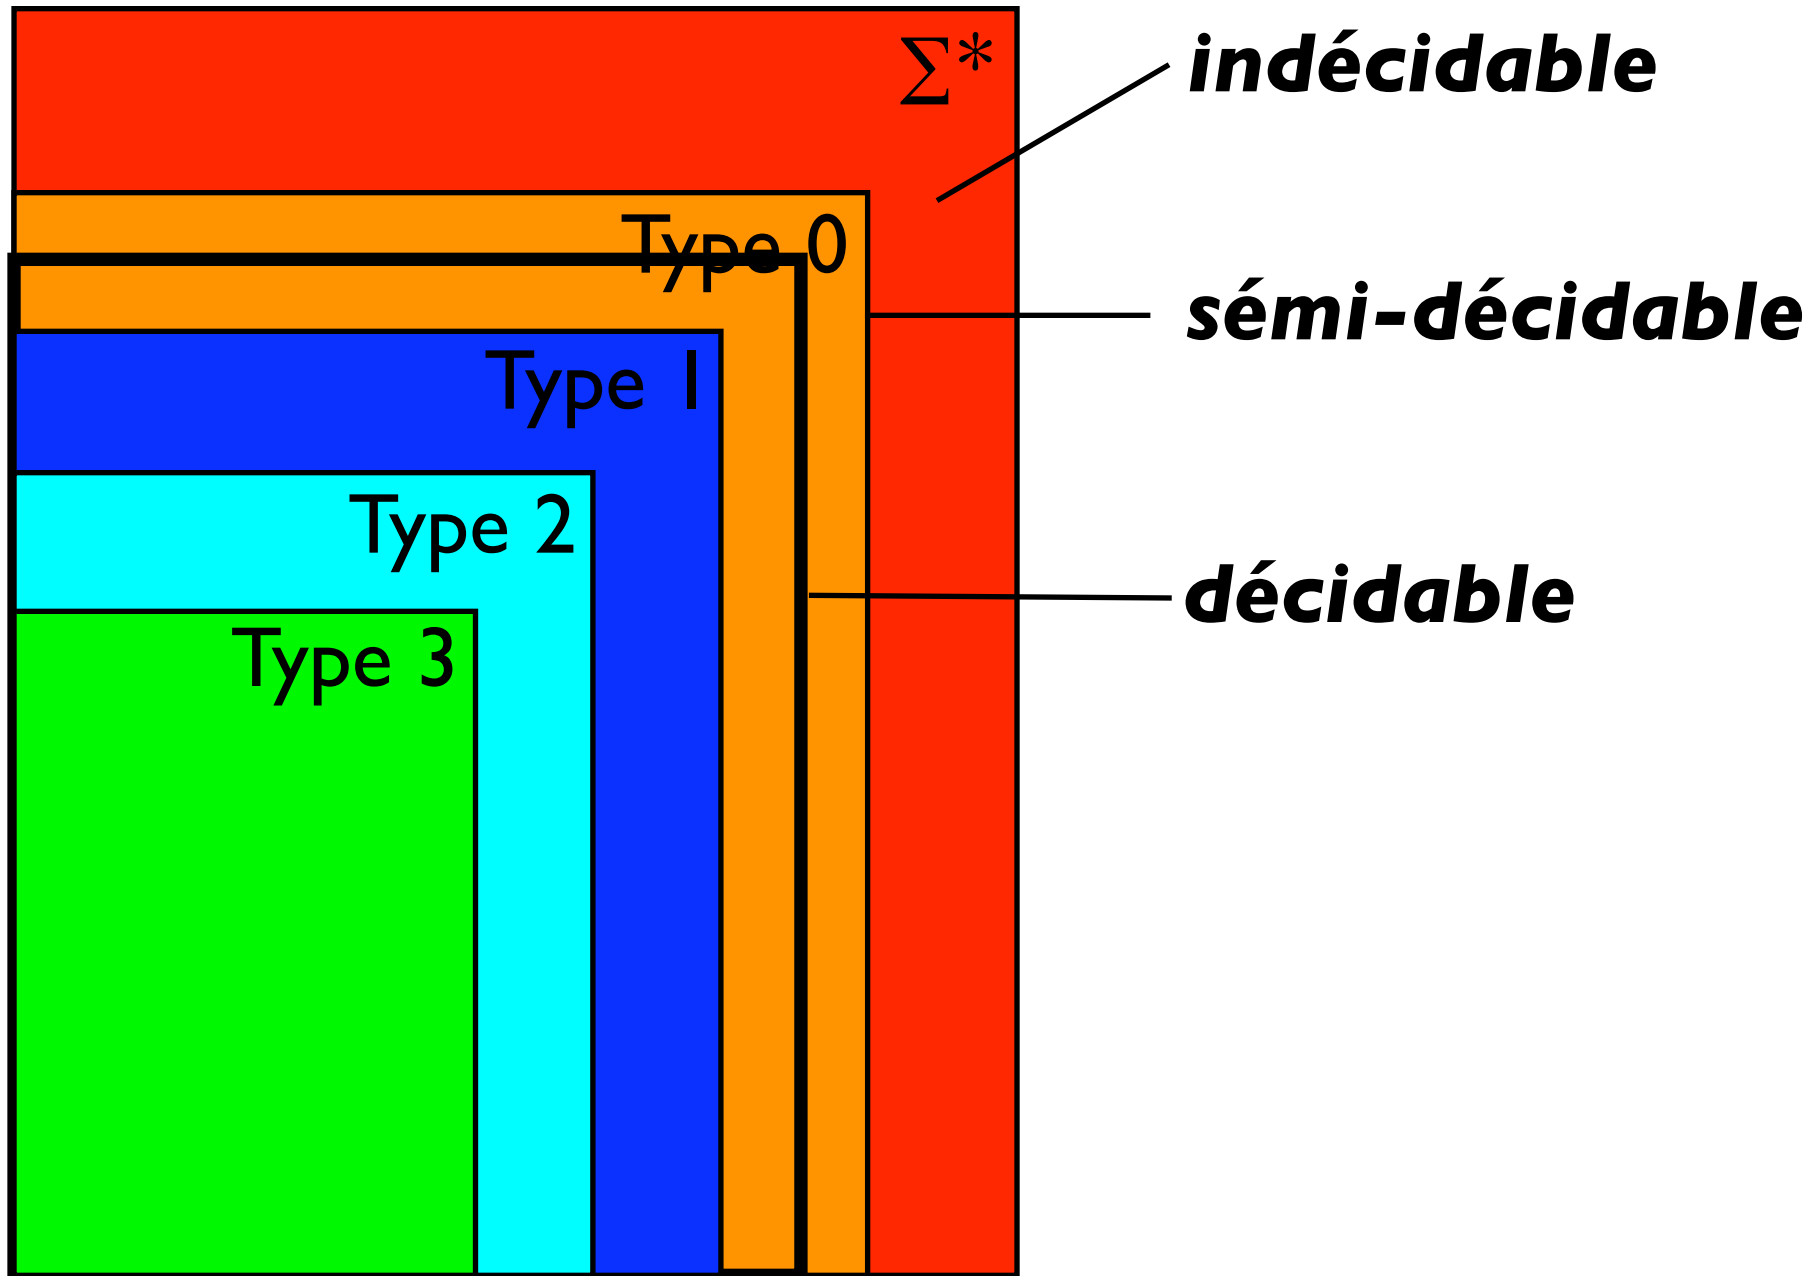 Σ*
indécidable
Type 0
sémi-décidable
Type 1
Type 2
décidable
Type 3